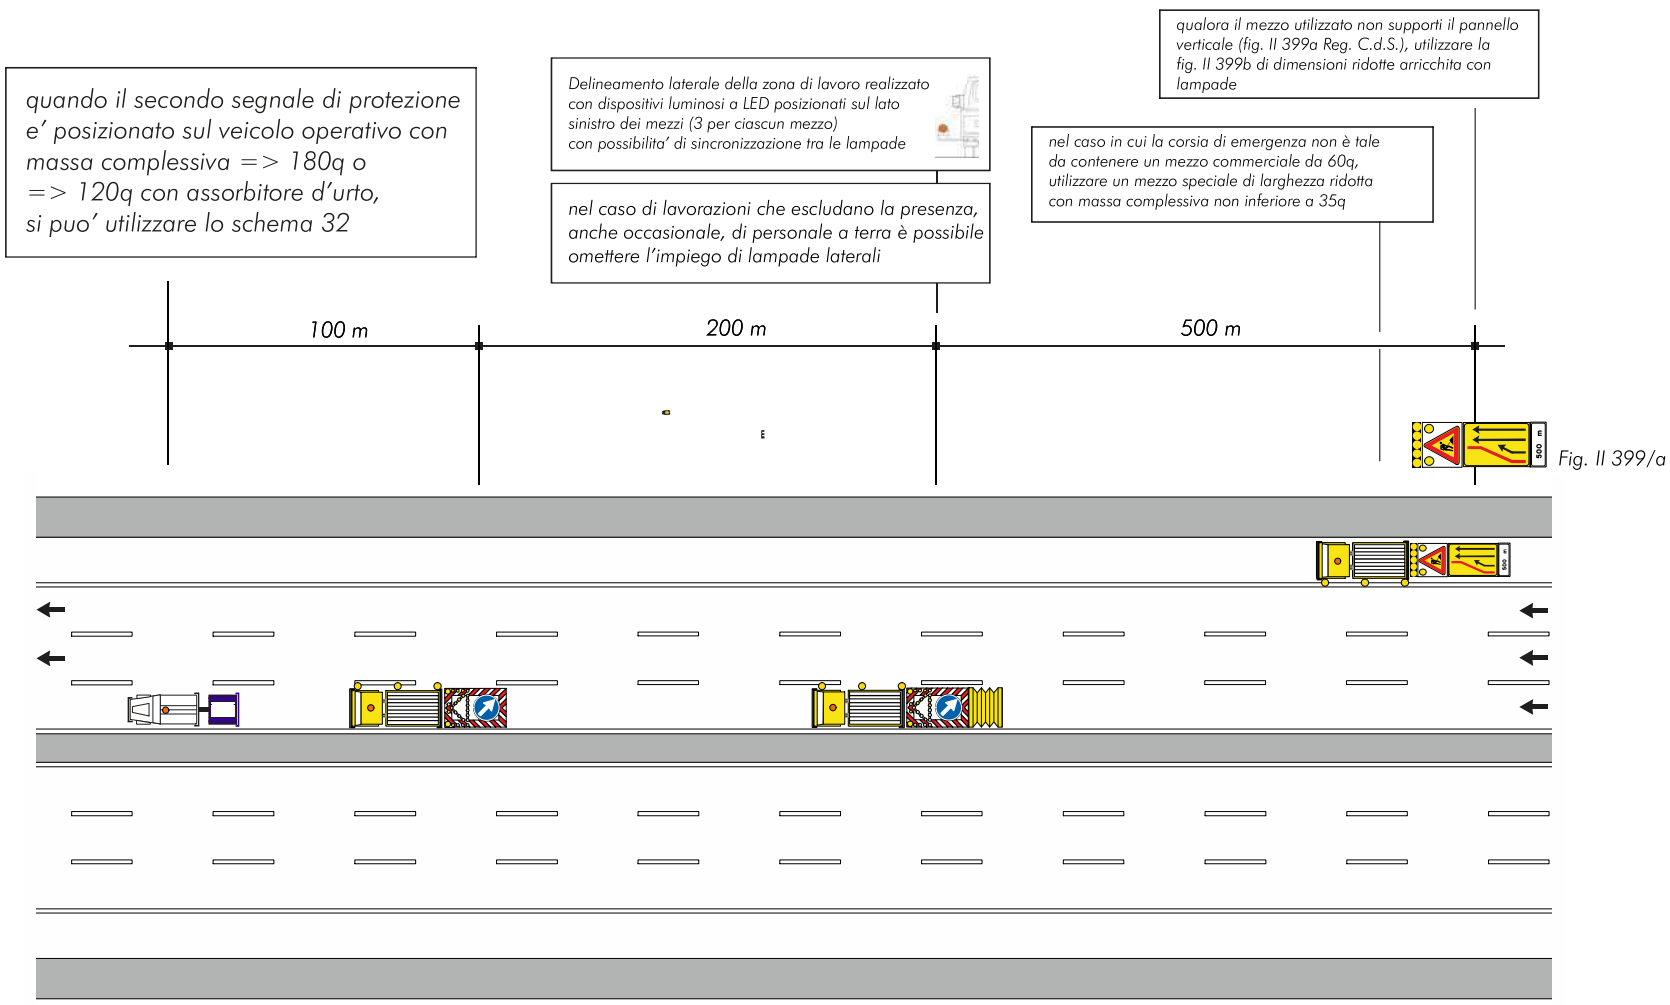 qualora il mezzo utilizzato non supporti il pannello
verticale (fig. II 399a Reg. C.d.S.), utilizzare la
fig. II 399b di dimensioni ridotte arricchita con
lampade
quando il secondo segnale di protezione
e' posizionato sul veicolo operativo con
massa complessiva => 180q o
=> 120q con assorbitore d'urto,
si puo' utilizzare lo schema 32
Delineamento laterale della zona di lavoro realizzato
con dispositivi luminosi a LED posizionati sul lato
sinistro dei mezzi (3 per ciascun mezzo)
con possibilita' di sincronizzazione tra le lampade
nel caso in cui la corsia di emergenza non è tale
da contenere un mezzo commerciale da 60q,
utilizzare un mezzo speciale di larghezza ridotta
con massa complessiva non inferiore a 35q
nel caso di lavorazioni che escludano la presenza,
anche occasionale, di personale a terra è possibile
omettere l'impiego di lampade laterali
100 m
200 m
500 m
m
500 m
Fig. II 399/a
500 m